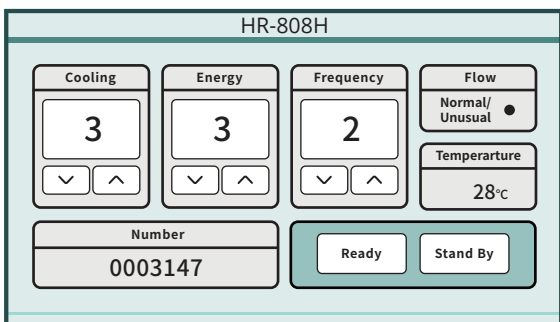 HR-808H
Cooling
3
Energy
3
Frequency
2
Flow
Normal/
Unusual
Temperarture
28°C
Number
0003147
Ready
Stand By